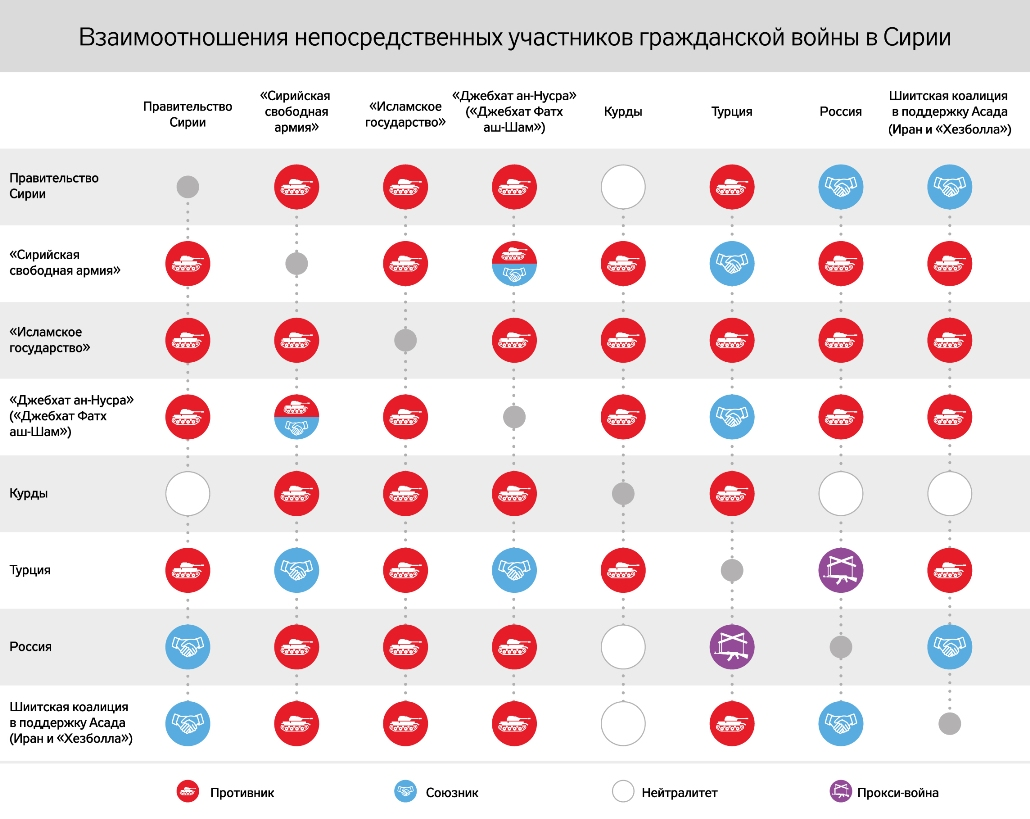 Взаимоотношения непосредственных участников гражданской войны в Сирии
Правительство
Сирии
«Сирийская
свободная
армия»
«Исламское
государство»
«Джебхат ан-Нусра»
(«Джебхат Фатх
аш-Шам»)
Курды
Турция
Россия
Шиитская коалиция
в поддержку Асада
(Иран и «Хезболла»)
Правительство
Сирии
«Сирийская
свободная армия»
«Исламское
государство»
«Джебхат ан-Нусра»
(«Джебхат Фатх
аш-Шам»)
Курды
Турция
Россия
Шиитская коалиция
в поддержку Асада
(Иран и «Хезболла»)
Противник
Союзник
Нейтралитет
Прокси-война